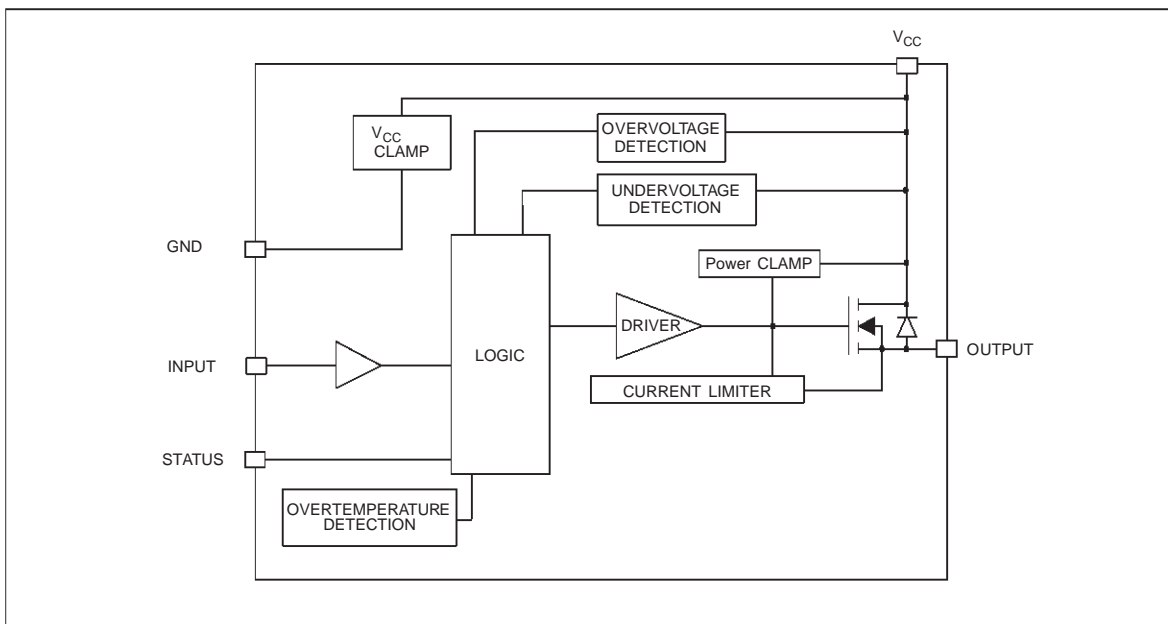 VCC
VCC
CLAMP
OVERVOLTAGE
DETECTION
UNDERVOLTAGE
DETECTION
GND
Power CLAMP
DRIVER
LOGIC
OUTPUT
INPUT
CURRENT LIMITER
STATUS
OVERTEMPERATURE
DETECTION